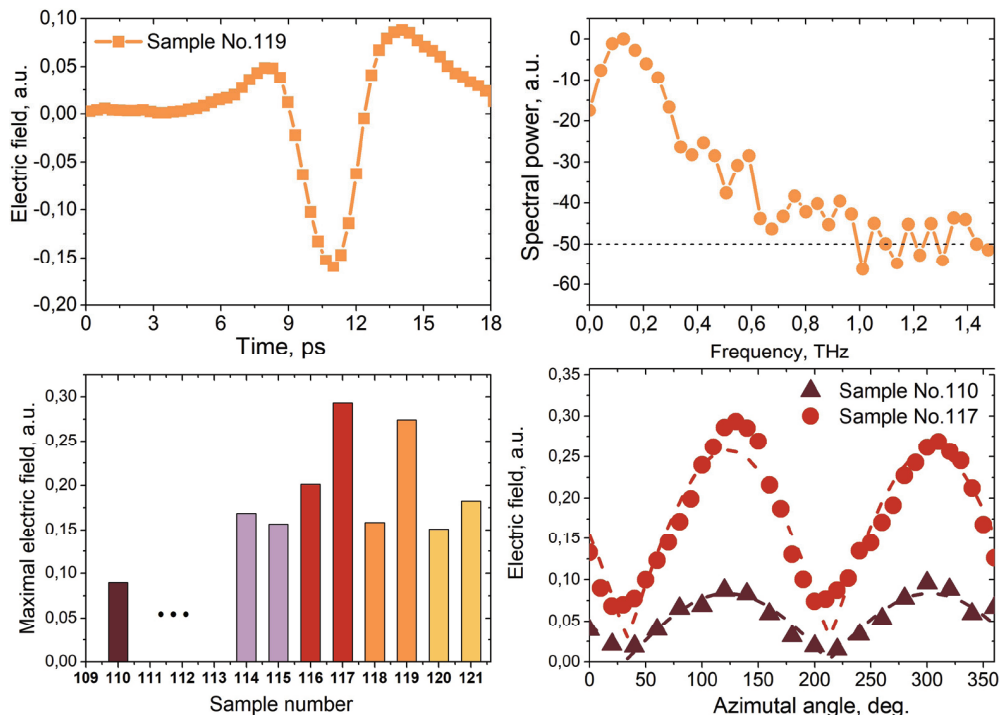 0,10
0,05
0,00
-0,05
-0,10
-0,15
-0,20
Electric field, a.u.
Sample No.119
0 3 6 9 12 15 18
Time, ps
0
-10
-20
-30
-40
-50
-60
Spectral power, a.u.
0,0 0,2 0,4 0,6 0,8 1,0 1,2 1,4
Frequency, THz
0,30
0,25
0,20
0,15
0,10
0,05
0,00
Maximal electric field, a.u.
109 110 111 112 113 114 115 116 117 118 119 120 121
Sample number
0,35
0,30
0,25
0,20
0,15
0,10
0,05
0,00
Electric field, a.u.
Sample No.110
Sample No.117
0 50 100 150 200 250 300 350
Azimutal angle, deg.